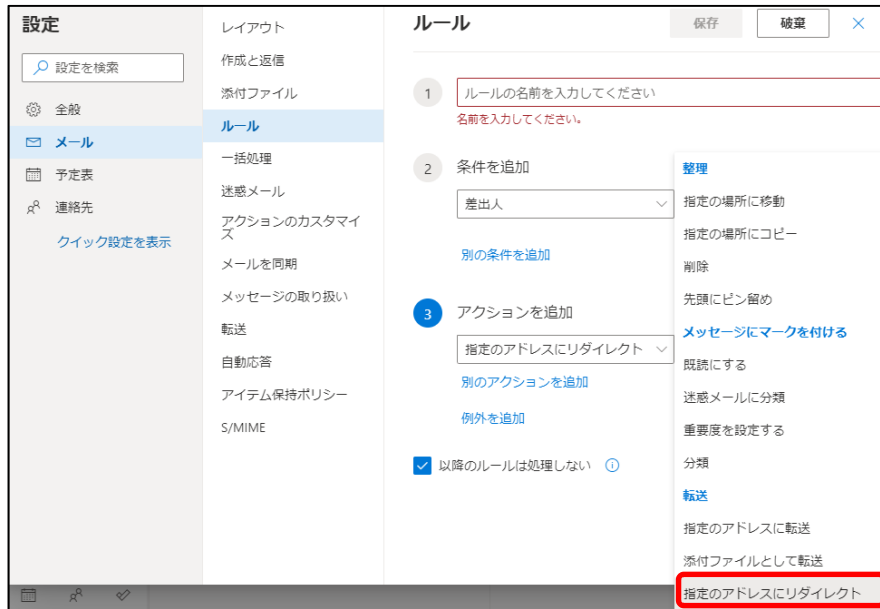 設定
設定を検索
全般
メール
予定表
連絡先
クイック設定を表示
レイアウト
作成と返信
添付ファイル
ルール
一括処理
迷惑メール
アクションのカスタマイ
ズ
メールを同期
メッセージの取り扱い
転送
自動応答
アイテム保持ポリシー
S/MIME
ルール
保存
破棄
1
ルールの名前を入力してください
名前を入力してください。
2
条件を追加
差出人
別の条件を追加
3
アクションを追加
指定のアドレスにリダイレクト
別のアクションを追加
例外を追加
以降のルールは処理しない
整理
指定の場所に移動
指定の場所にコピー
削除
先頭にピン留め
メッセージにマークを付ける
既読にする
迷惑メールに分類
重要度を設定する
分類
転送
指定のアドレスに転送
添付ファイルとして転送
指定のアドレスにリダイレクト